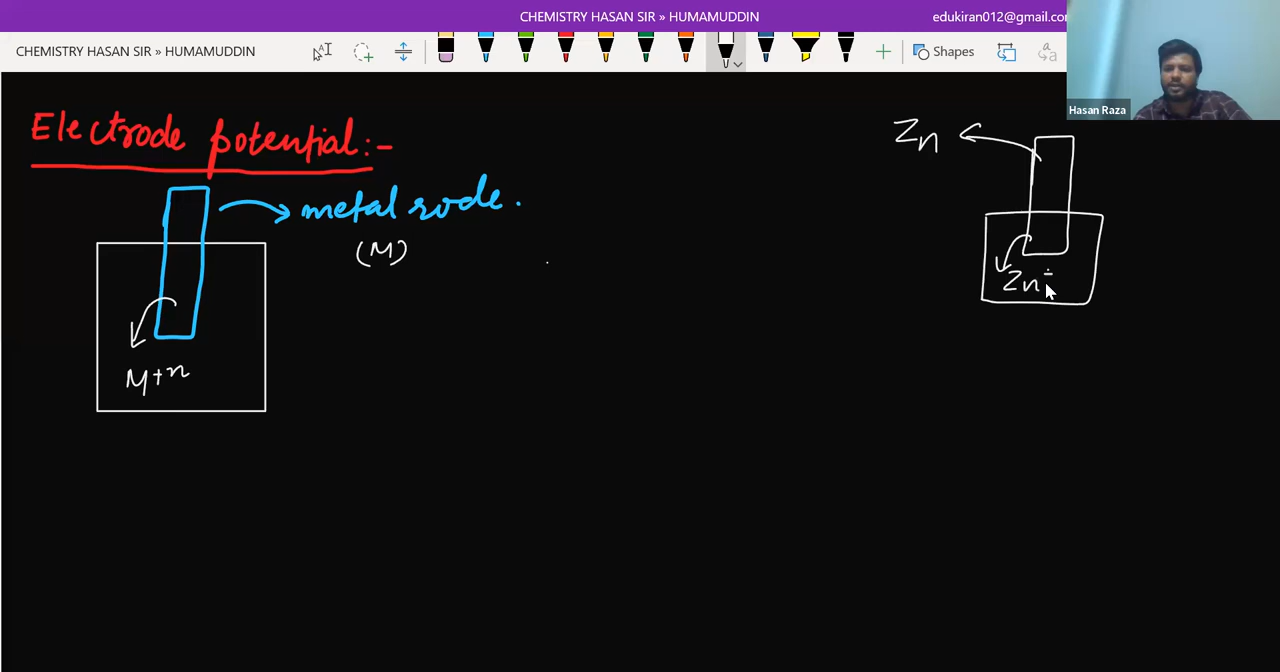 CHEMISTRY HASAN SIR » HUMAMUDDIN
edukiran012@gmail.co
CHEMISTRY HASAN SIR » HUMAMUDDIN
Shapes
Hasan Raza
Electrode potential:-
Zn
metal rode.
(M)
Zn
M+n